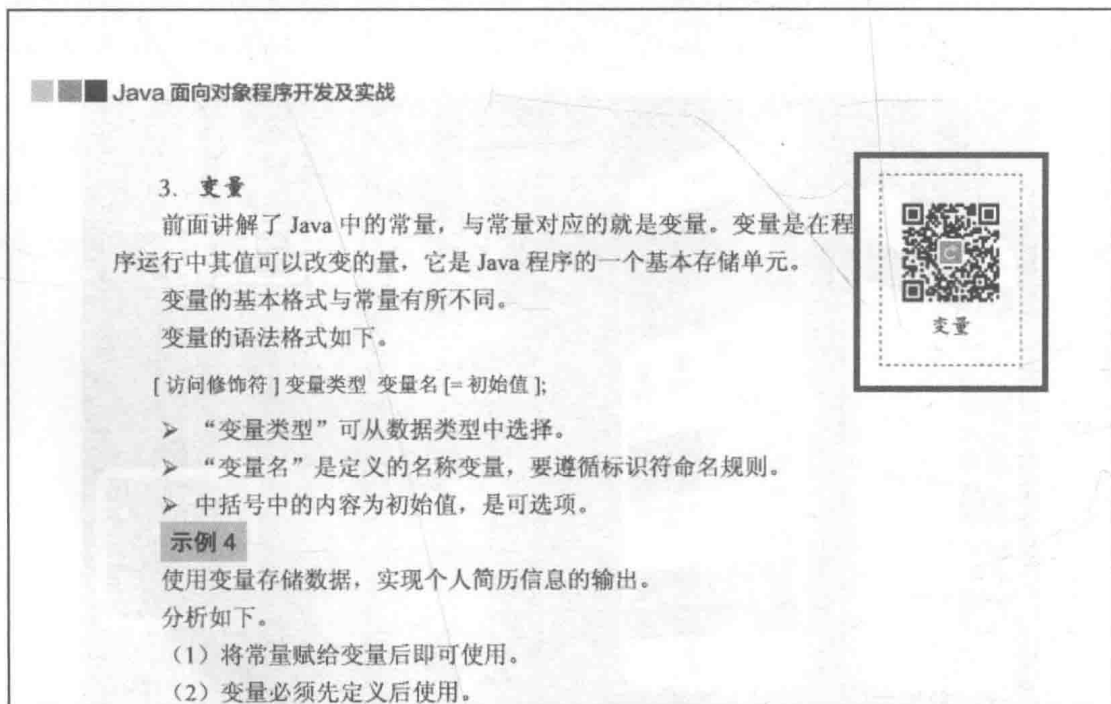 Java 面向对象程序开发及实战
3. 变量
前面讲解了 Java 中的常量，与常量对应的就是变量。变量是在程
序运行中其值可以改变的量，它是 Java 程序的一个基本存储单元。
变量的基本格式与常量有所不同。
变量的语法格式如下。
[ 访问修饰符 ] 变量类型 变量名 [= 初始值 ];
➢ “变量类型”可从数据类型中选择。
➢ “变量名”是定义的名称变量，要遵循标识符命名规则。
➢ 中括号中的内容为初始值，是可选项。
示例 4
使用变量存储数据，实现个人简历信息的输出。
分析如下。
（1）将常量赋给变量后即可使用。
（2）变量必须先定义后使用。
变量